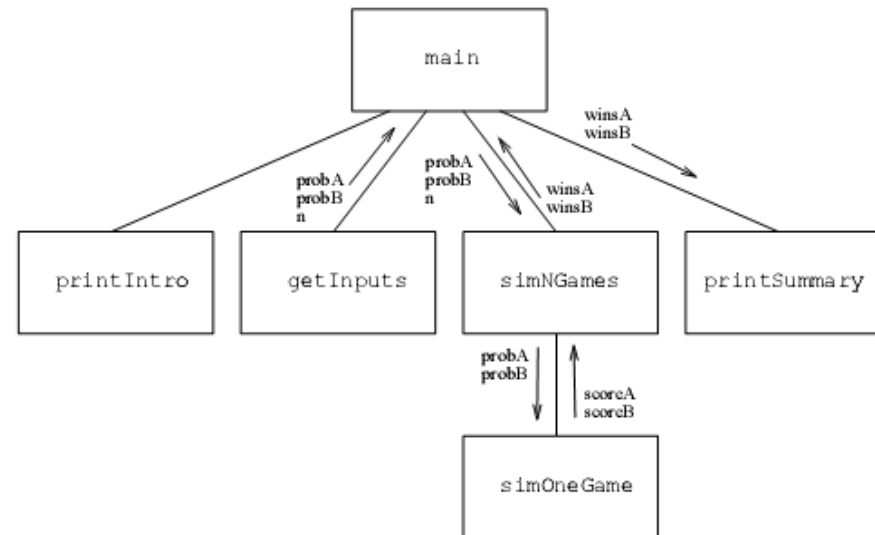 main
winsA
winsB
probA
probB
n
probA
probB
n
winsA
winsB
printIntro
getInputs
simNGames
printSummary
probA
probB
scoreA
scoreB
simOneGame